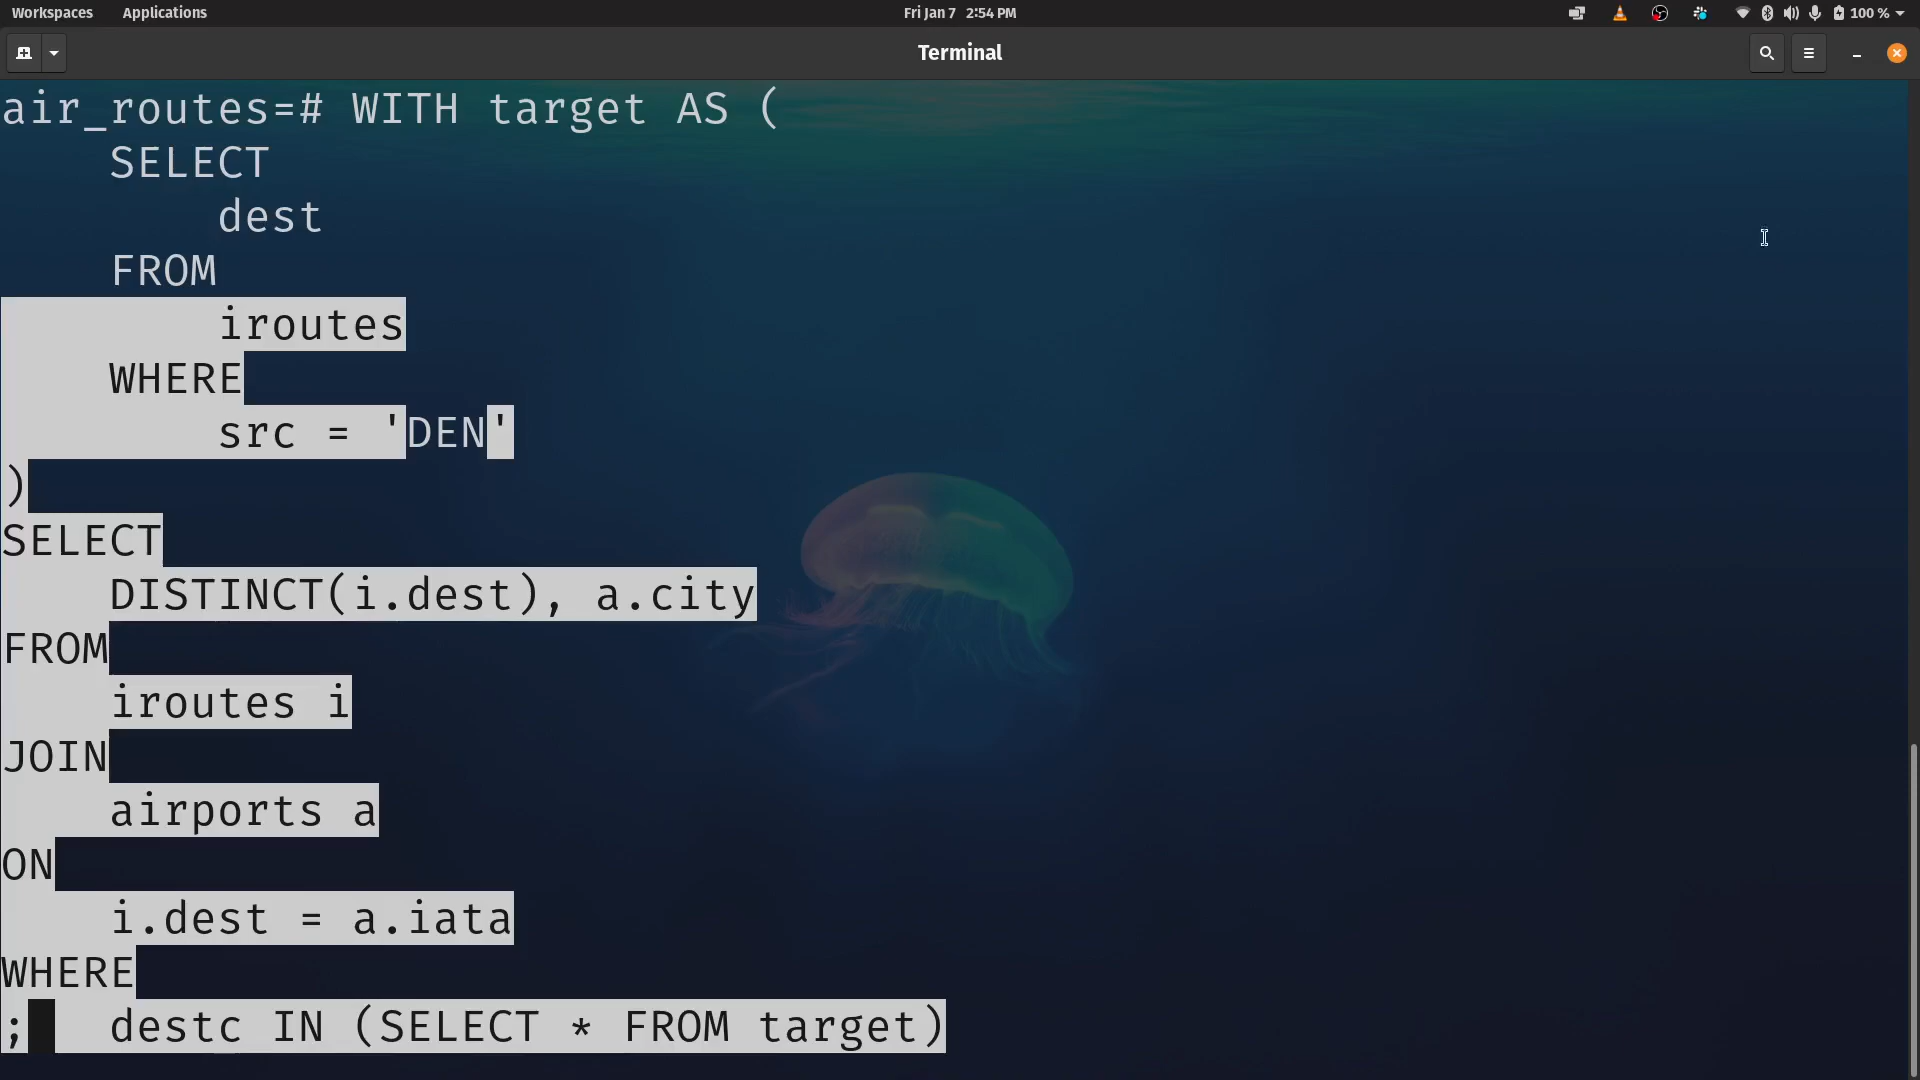 Workspaces Applications Fri Jan 7 2:54 PM 100 %
Terminal
air_routes=# WITH target AS (
SELECT
dest
FROM
iroutes
WHERE
src = 'DEN'
)
SELECT
DISTINCT(i.dest), a.city
FROM
iroutes i
JOIN
airports a
ON
i.dest = a.iata
WHERE
; destc IN (SELECT * FROM target)